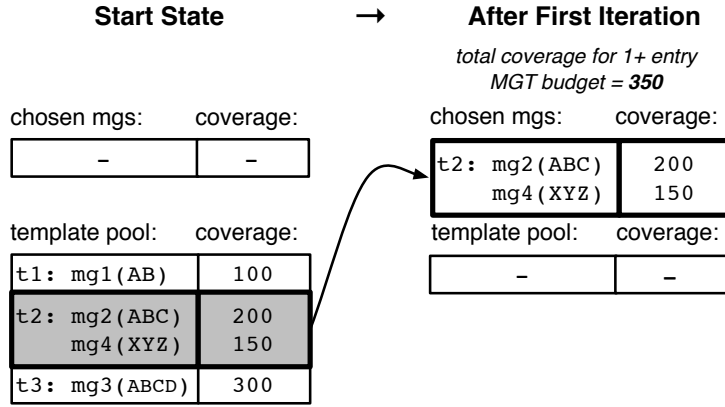 Start State → After First Iteration
total coverage for 1+ entry
MGT budget = 350
chosen mgs: coverage:
– –
template pool: coverage:
t1: mg1(AB) 100
t2: mg2(ABC) 200
mg4(XYZ) 150
t3: mg3(ABCD) 300
chosen mgs: coverage:
t2: mg2(ABC) 200
mg4(XYZ) 150
template pool: coverage:
– –